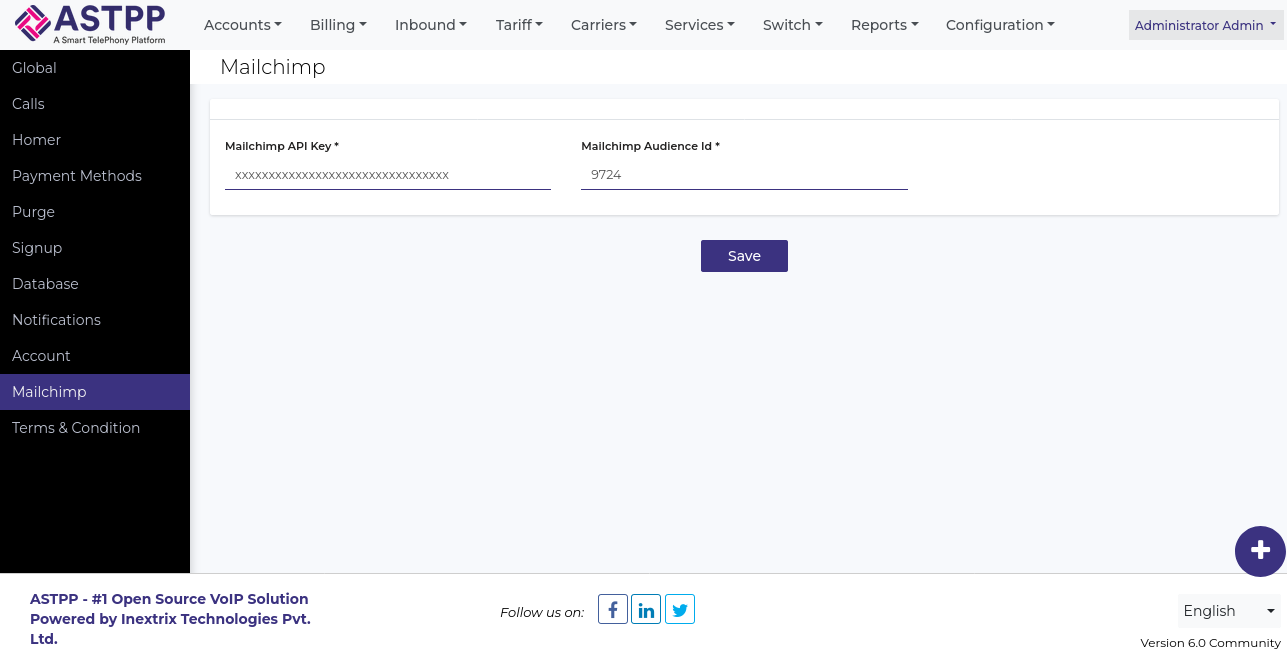 ASTPP
A Smart TelePhony Platform
Accounts Billing Inbound Tariff Carriers Services Switch Reports Configuration
Administrator Admin
Global
Calls
Homer
Payment Methods
Purge
Signup
Database
Notifications
Account
Mailchimp
Terms & Condition
Mailchimp
Mailchimp API Key * Mailchimp Audience Id *
xxxxxxxxxxxxxxxxxxxxxxxxxxxxxxxx 9724
Save
ASTPP - #1 Open Source VoIP Solution
Powered by Inextrix Technologies Pvt.
Ltd.
Follow us on:
English
Version 6.0 Community